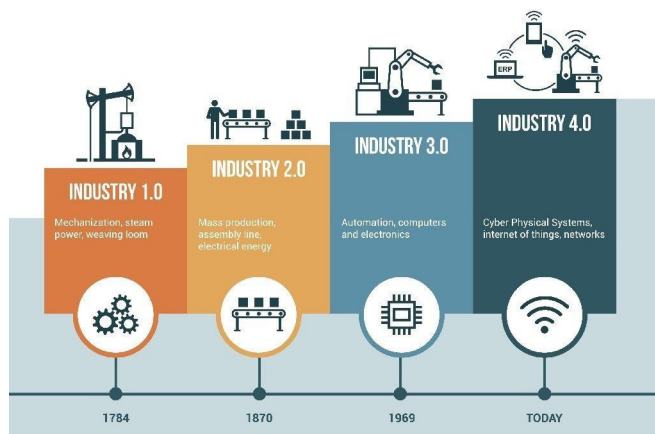 ERP
INDUSTRY 1.0
Mechanization, steam
power, weaving loom
INDUSTRY 2.0
Mass production,
assembly line,
electrical energy
INDUSTRY 3.0
Automation, computers
and electronics
INDUSTRY 4.0
Cyber Physical Systems,
internet of things, networks
1784
1870
1969
TODAY